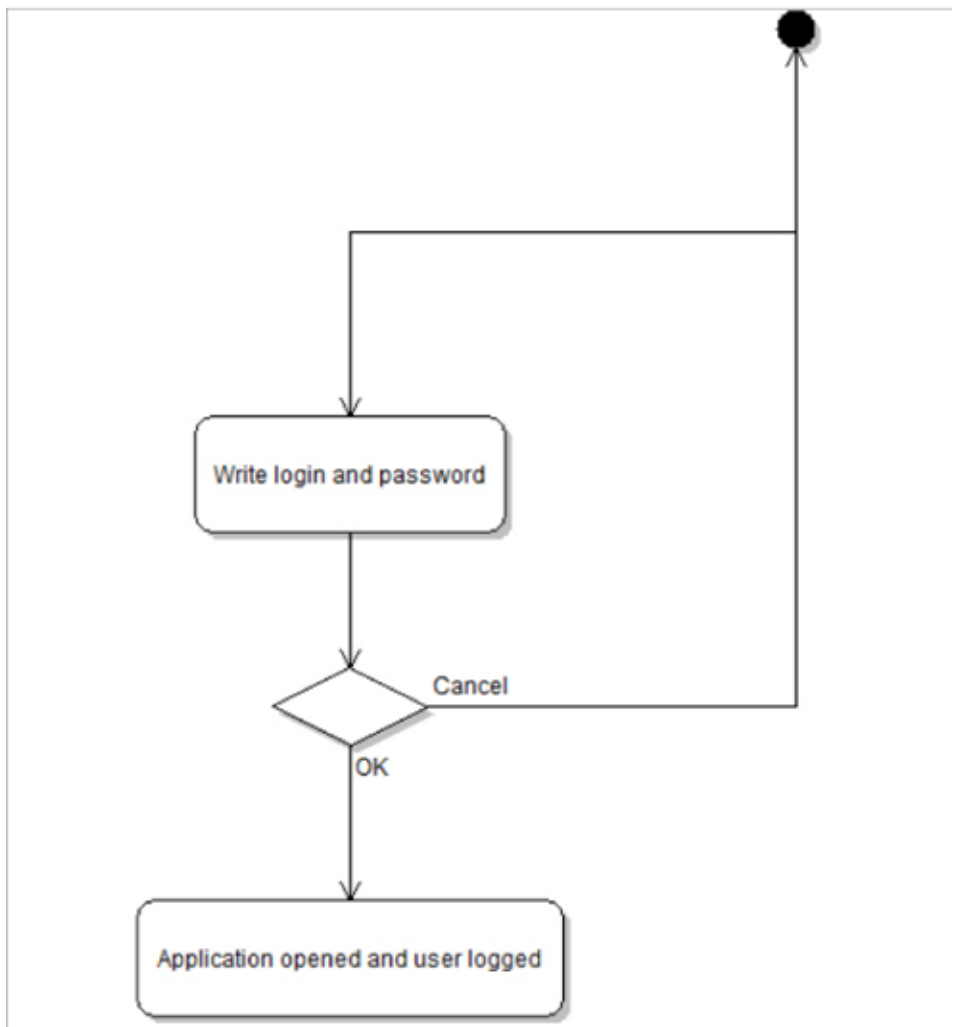 Write login and password
Cancel
OK
Application opened and user logged